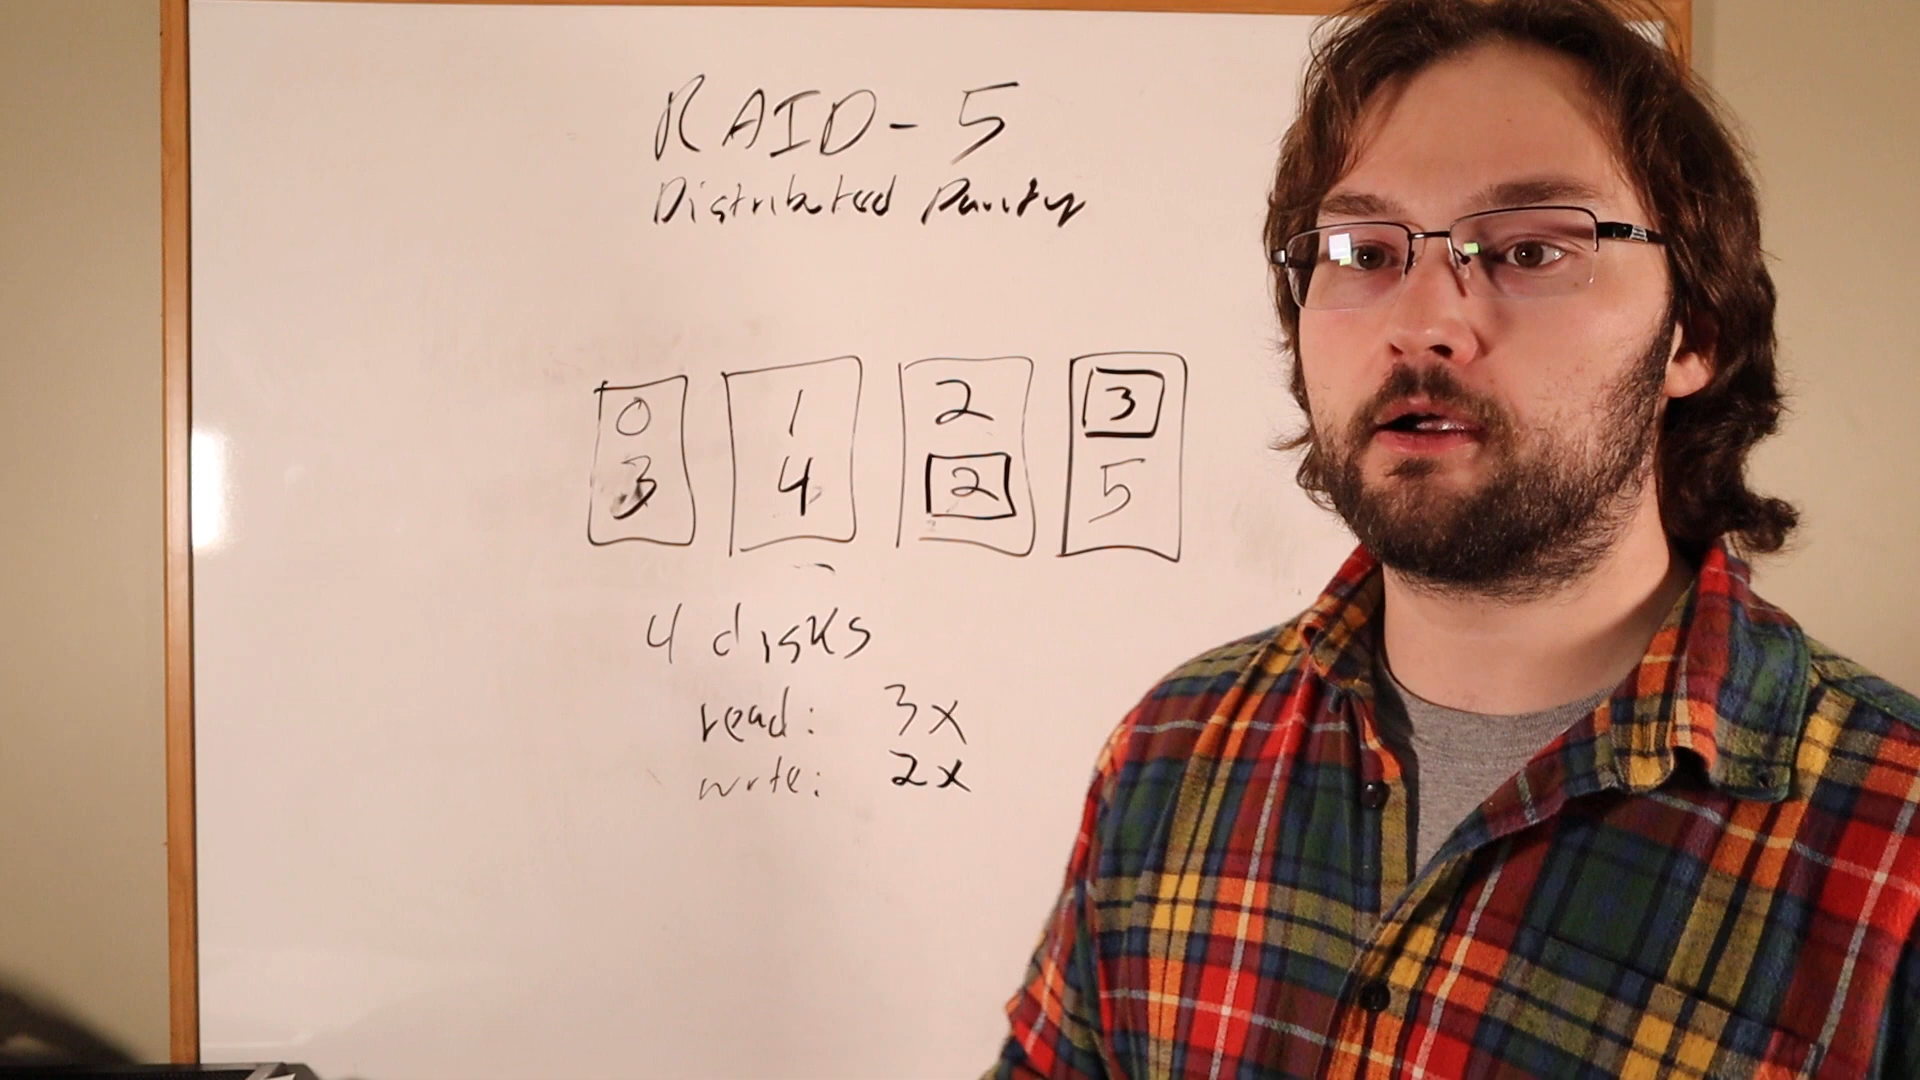 RAID-5
Distributed Parity
0 1 2 3
3 4 2 5
4 disks
read: 3x
write: 2x